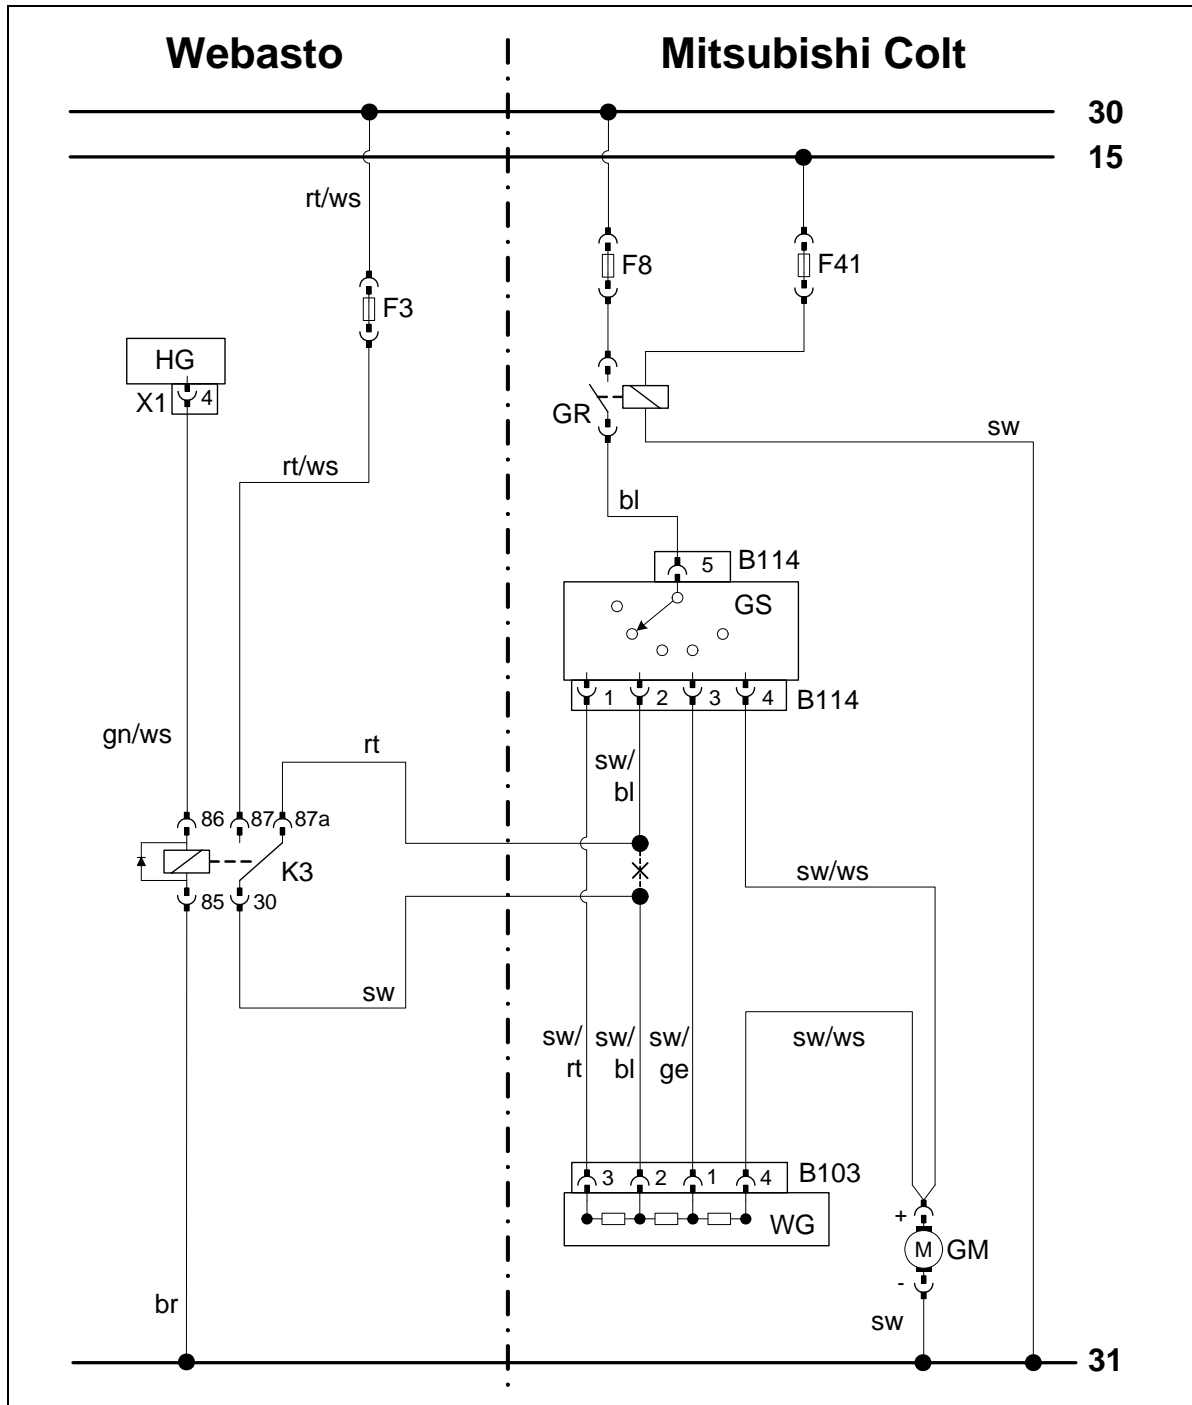 Webasto
Mitsubishi Colt
30
15
rt/ws
F8
F41
F3
HG
X1
4
GR
sw
rt/ws
bl
5
B114
GS
1
2
3
4
B114
gn/ws
rt
sw/
bl
86
87
87a
K3
sw/ws
85
30
sw
sw/
rt
sw/
bl
sw/
ge
sw/ws
3
2
1
4
B103
WG
+
M
GM
-
br
sw
31